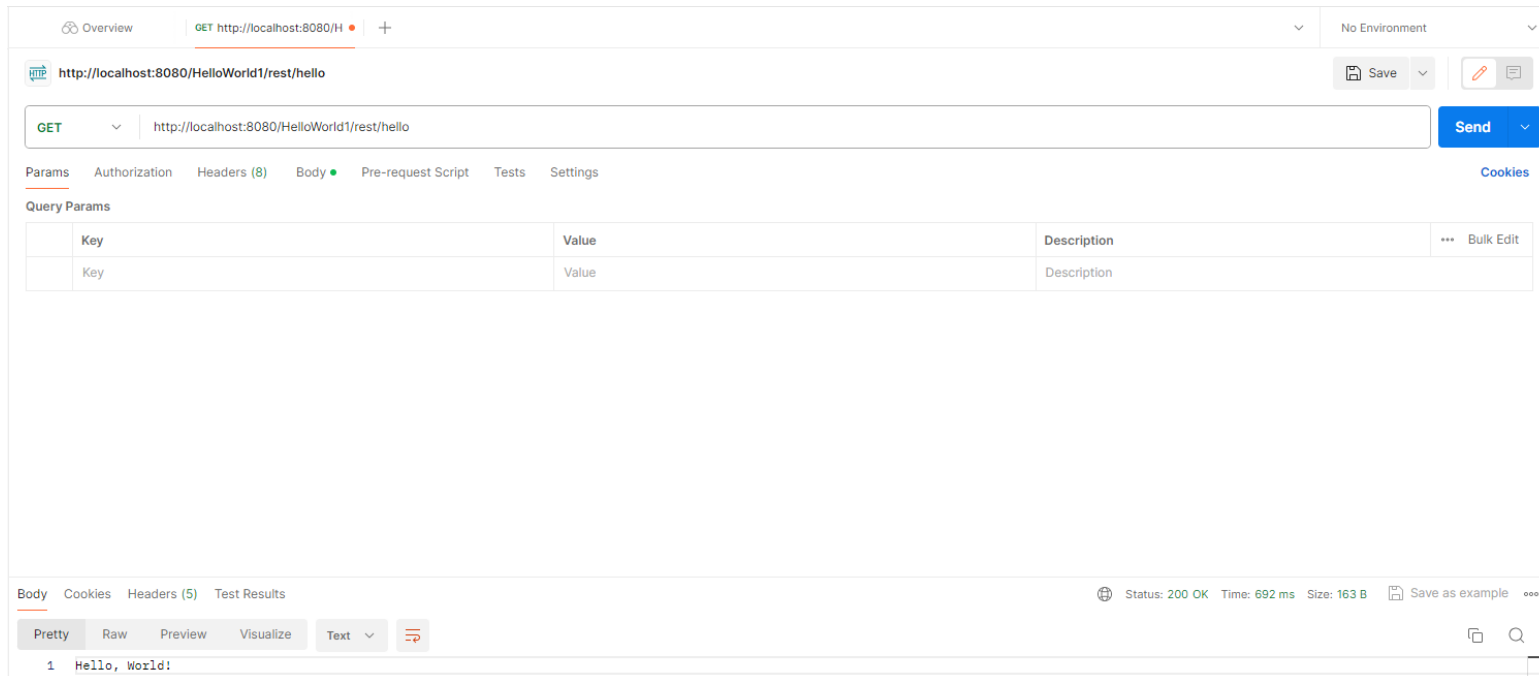 Overview GET http://localhost:8080/H No Environment
HTTP http://localhost:8080/HelloWorld1/rest/hello Save
GET http://localhost:8080/HelloWorld1/rest/hello Send
Params Authorization Headers (8) Body Pre-request Script Tests Settings Cookies
Query Params
Key Value Description ••• Bulk Edit
Key Value Description
Body Cookies Headers (5) Test Results Status: 200 OK Time: 692 ms Size: 163 B Save as example
Pretty Raw Preview Visualize Text
1 Hello, World!